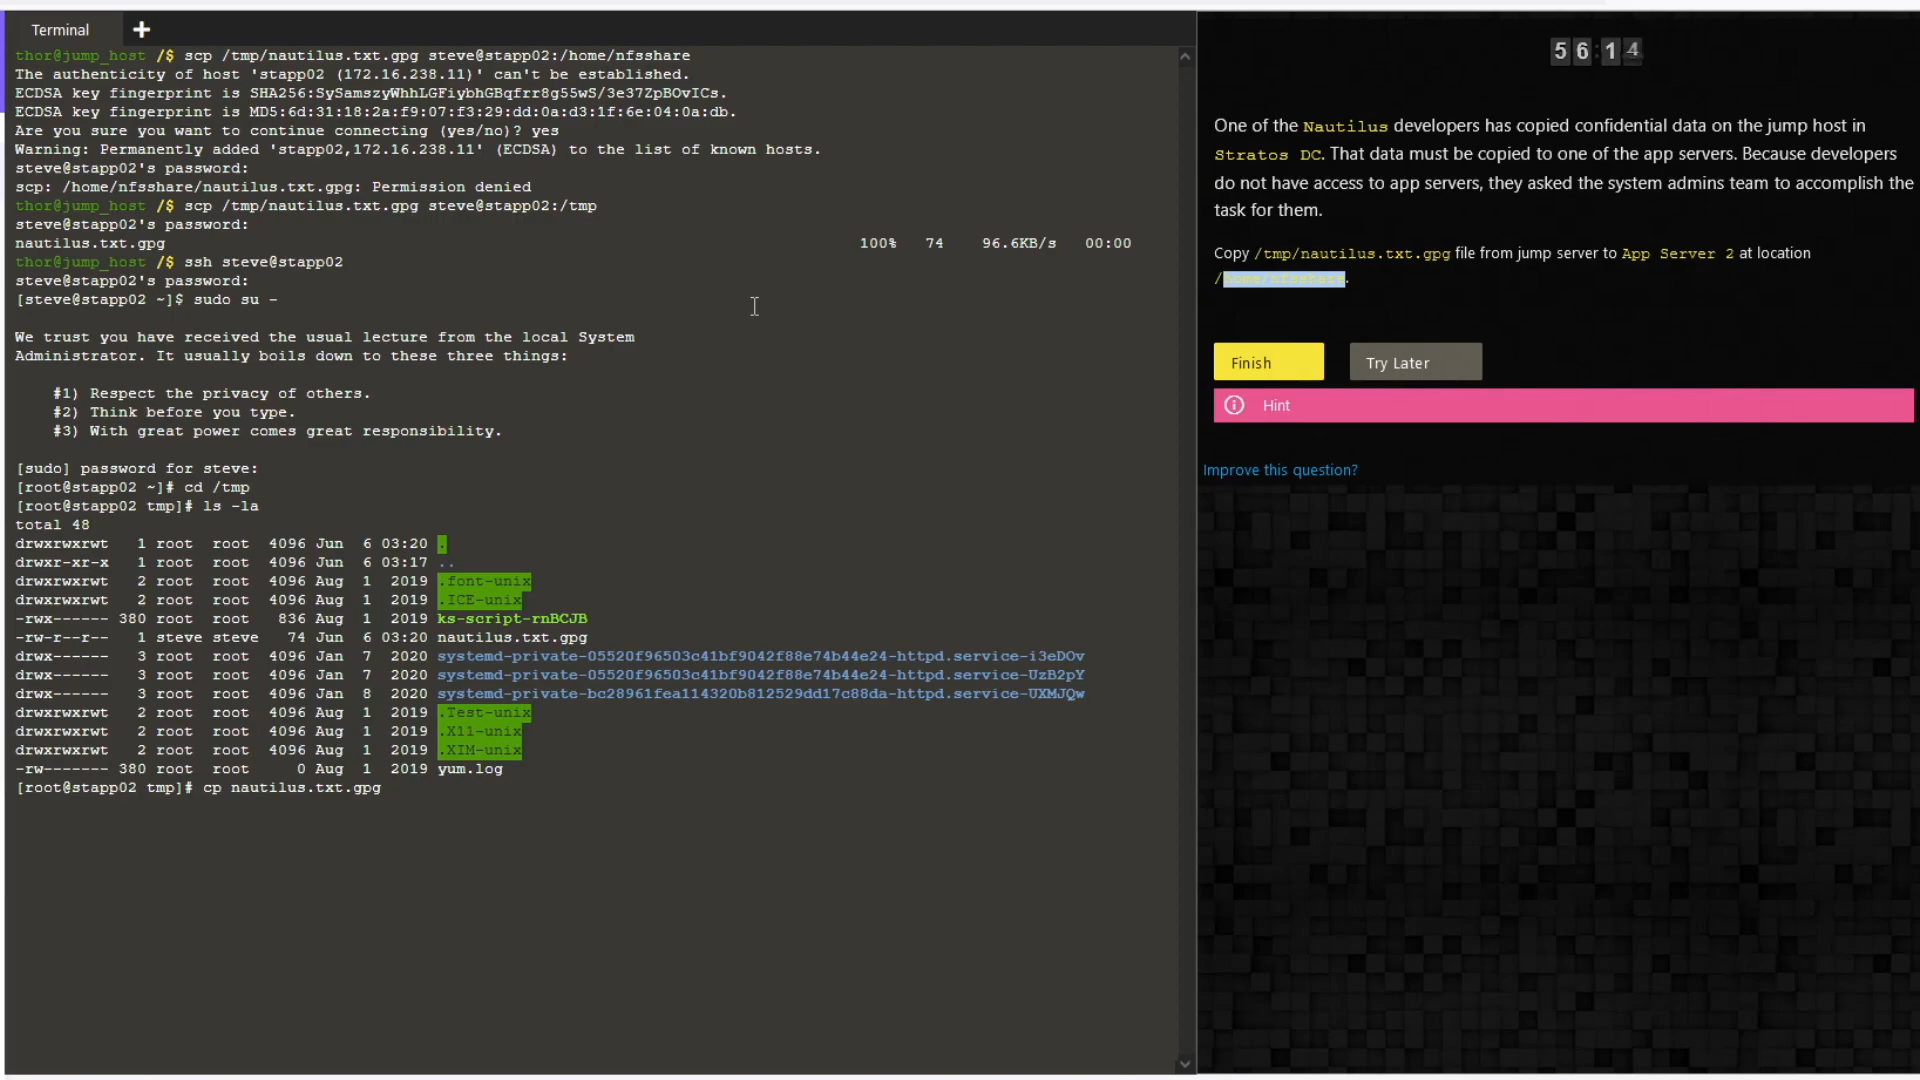 Terminal
thor@jump_host /$ scp /tmp/nautilus.txt.gpg steve@stapp02:/home/nfsshare
The authenticity of host 'stapp02 (172.16.238.11)' can't be established.
ECDSA key fingerprint is SHA256:SySamszyWhhLGFiybhGBqfrr8g55wS/3e37ZpBOvICs.
ECDSA key fingerprint is MD5:6d:31:18:2a:f9:07:f3:29:dd:0a:d3:1f:6e:04:0a:db.
Are you sure you want to continue connecting (yes/no)? yes
Warning: Permanently added 'stapp02,172.16.238.11' (ECDSA) to the list of known hosts.
steve@stapp02's password:
scp: /home/nfsshare/nautilus.txt.gpg: Permission denied
thor@jump_host /$ scp /tmp/nautilus.txt.gpg steve@stapp02:/tmp
steve@stapp02's password:
nautilus.txt.gpg 100% 74 96.6KB/s 00:00
thor@jump_host /$ ssh steve@stapp02
steve@stapp02's password:
[steve@stapp02 ~]$ sudo su -
We trust you have received the usual lecture from the local System
Administrator. It usually boils down to these three things:
#1) Respect the privacy of others.
#2) Think before you type.
#3) With great power comes great responsibility.
[sudo] password for steve:
[root@stapp02 ~]# cd /tmp
[root@stapp02 tmp]# ls -la
total 48
drwxrwxrwt 1 root root 4096 Jun 6 03:20 .
drwxr-xr-x 1 root root 4096 Jun 6 03:17 ..
drwxrwxrwt 2 root root 4096 Aug 1 2019 .font-unix
drwxrwxrwt 2 root root 4096 Aug 1 2019 .ICE-unix
-rwx------ 380 root root 836 Aug 1 2019 ks-script-rnBCJB
-rw-r--r-- 1 steve steve 74 Jun 6 03:20 nautilus.txt.gpg
drwx------ 3 root root 4096 Jan 7 2020 systemd-private-05520f96503c41bf9042f88e74b44e24-httpd.service-i3eDOv
drwx------ 3 root root 4096 Jan 7 2020 systemd-private-05520f96503c41bf9042f88e74b44e24-httpd.service-UzB2pY
drwx------ 3 root root 4096 Jan 8 2020 systemd-private-bc28961fea114320b812529dd17c88da-httpd.service-UXMJQw
drwxrwxrwt 2 root root 4096 Aug 1 2019 .Test-unix
drwxrwxrwt 2 root root 4096 Aug 1 2019 .X11-unix
drwxrwxrwt 2 root root 4096 Aug 1 2019 .XIM-unix
-rw------- 380 root root 0 Aug 1 2019 yum.log
[root@stapp02 tmp]# cp nautilus.txt.gpg
56:14
One of the Nautilus developers has copied confidential data on the jump host in
Stratos DC. That data must be copied to one of the app servers. Because developers
do not have access to app servers, they asked the system admins team to accomplish the
task for them.
Copy /tmp/nautilus.txt.gpg file from jump server to App Server 2 at location
/home/nfsshare.
Finish
Try Later
Hint
Improve this question?